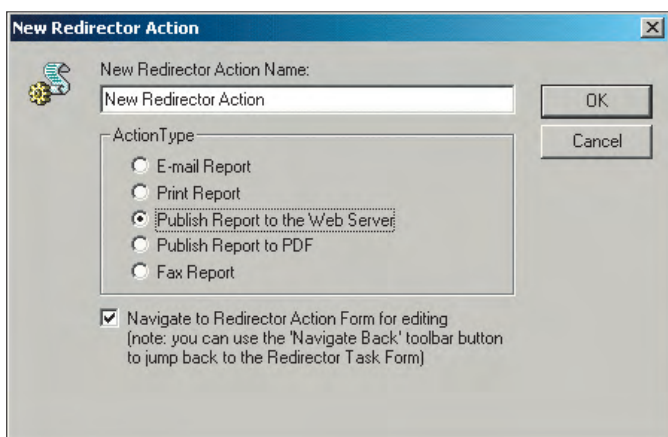 New Redirector Action
New Redirector Action Name:
New Redirector Action
OK
Cancel
ActionType
E-mail Report
Print Report
Publish Report to the Web Server
Publish Report to PDF
Fax Report
Navigate to Redirector Action Form for editing
(note: you can use the 'Navigate Back' toolbar button
to jump back to the Redirector Task Form)